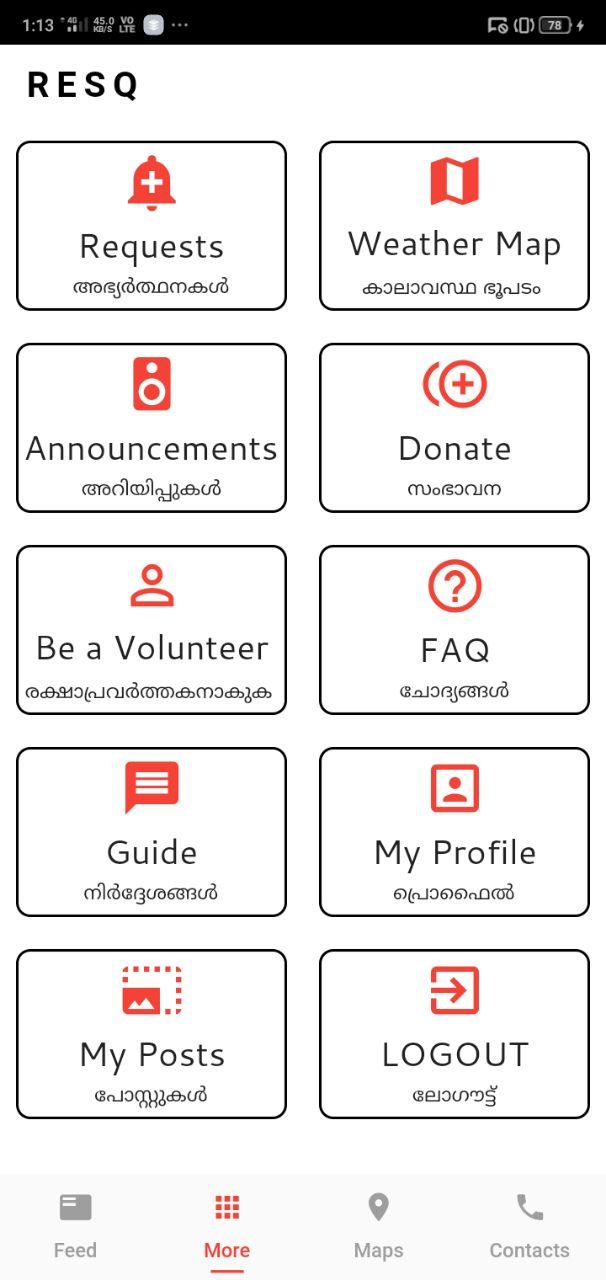 1:13 4G 45.0 KB/S VO LTE 78
RESQ
Requests
അഭ്യർത്ഥനകൾ
Weather Map
കാലാവസ്ഥ ഭൂപടം
Announcements
അറിയിപ്പുകൾ
Donate
സംഭാവന
Be a Volunteer
രക്ഷാപ്രവർത്തകനാകുക
FAQ
ചോദ്യങ്ങൾ
Guide
നിർദ്ദേശങ്ങൾ
My Profile
പ്രൊഫൈൽ
My Posts
പോസ്റ്റുകൾ
LOGOUT
ലോഗൗട്ട്
Feed More Maps Contacts